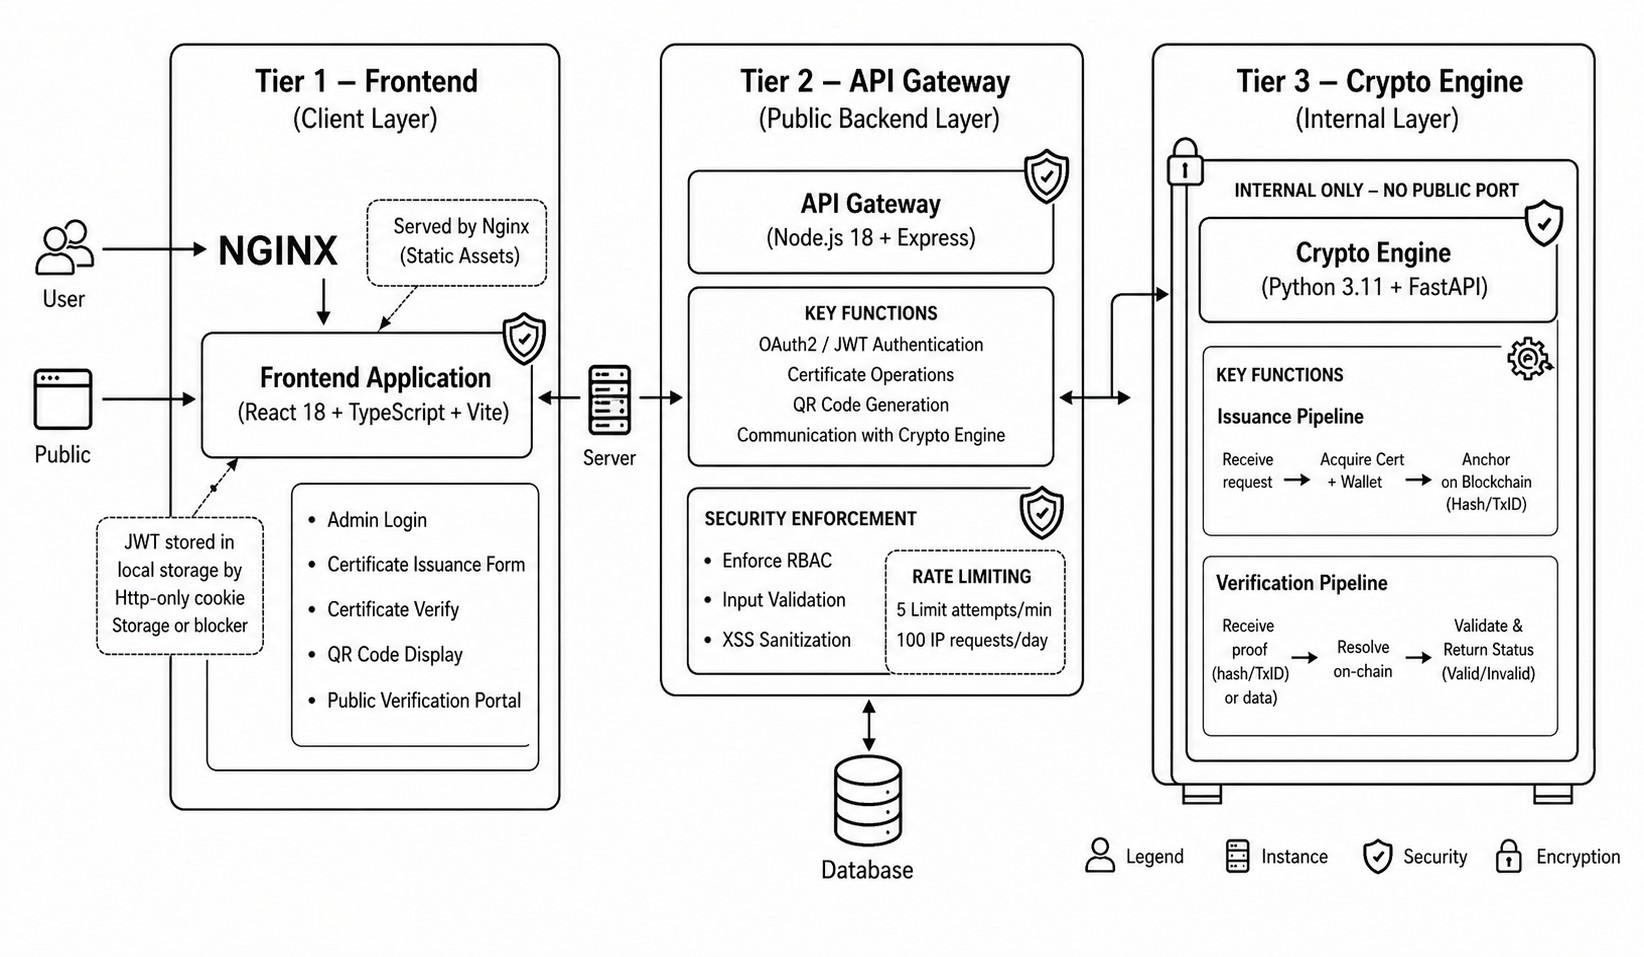 Tier 1 – Frontend
(Client Layer)
User
Public
NGINX
Served by Nginx
(Static Assets)
Frontend Application
(React 18 + TypeScript + Vite)
JWT stored in
local storage by
Http-only cookie
Storage or blocker
• Admin Login
• Certificate Issuance Form
• Certificate Verify
• QR Code Display
• Public Verification Portal
Server
Tier 2 – API Gateway
(Public Backend Layer)
API Gateway
(Node.js 18 + Express)
KEY FUNCTIONS
OAuth2 / JWT Authentication
Certificate Operations
QR Code Generation
Communication with Crypto Engine
SECURITY ENFORCEMENT
• Enforce RBAC
• Input Validation
• XSS Sanitization
RATE LIMITING
5 Limit attempts/min
100 IP requests/day
Database
Tier 3 – Crypto Engine
(Internal Layer)
INTERNAL ONLY – NO PUBLIC PORT
Crypto Engine
(Python 3.11 + FastAPI)
KEY FUNCTIONS
Issuance Pipeline
Receive
request
Acquire Cert
+ Wallet
Anchor
on Blockchain
(Hash/TxID)
Verification Pipeline
Receive
proof
(hash/TxID)
or data)
Resolve
on-chain
Validate &
Return Status
(Valid/Invalid)
Legend
Instance
Security
Encryption